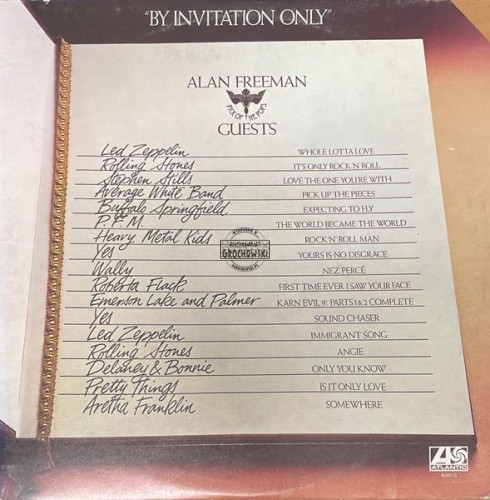 "BY INVITATION ONLY"
ALAN FREEMAN
PICK OF THE POPS
GUESTS
Led Zeppelin WHOLE LOTTA LOVE
Rolling Stones IT'S ONLY ROCK'N ROLL
Stephen Stills LOVE THE ONE YOU'RE WITH
Average White Band PICK UP THE PIECES
Buffalo Springfield EXPECTING TO FLY
P.F.M. THE WORLD BECAME THE WORLD
Heavy Metal Kids ROCK'N' ROLL MAN
Yes YOURS IS NO DISGRACE
Wally NEZ PERCÉ
Roberta Flack FIRST TIME EVER I SAW YOUR FACE
Emerson Lake and Palmer KARN EVIL 9: PARTS 1 & 2 COMPLETE
Yes SOUND CHASER
Led Zeppelin IMMIGRANT SONG
Rolling Stones ANGIE
Delaney & Bonnie ONLY YOU KNOW
Pretty Things IS IT ONLY LOVE
Aretha Franklin SOMEWHERE
GROCHOWSKI
ATLANTIC